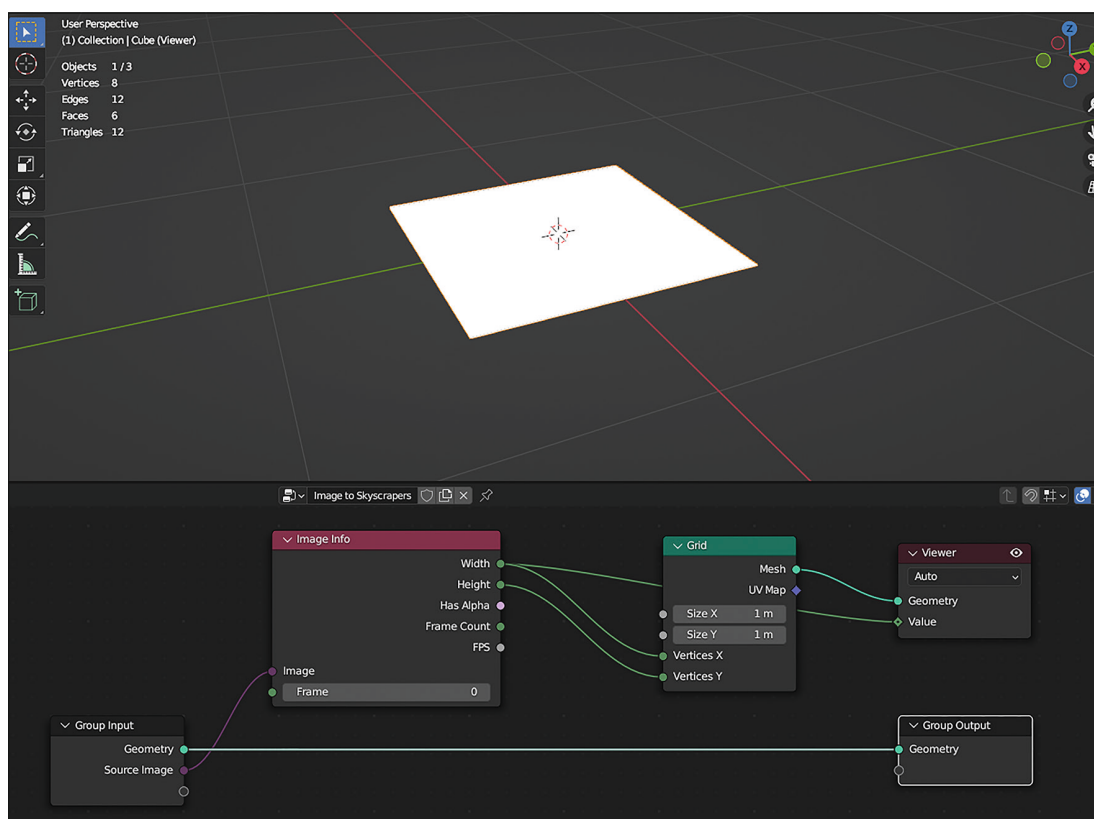 User Perspective
(1) Collection | Cube (Viewer)
Objects 1/3
Vertices 8
Edges 12
Faces 6
Triangles 12
Z
X
Image to Skyscrapers
Image Info
Width
Height
Has Alpha
Frame Count
FPS
Image
Frame 0
Grid
Mesh
UV Map
Size X 1 m
Size Y 1 m
Vertices X
Vertices Y
Viewer
Auto
Geometry
Value
Group Input
Geometry
Source Image
Group Output
Geometry